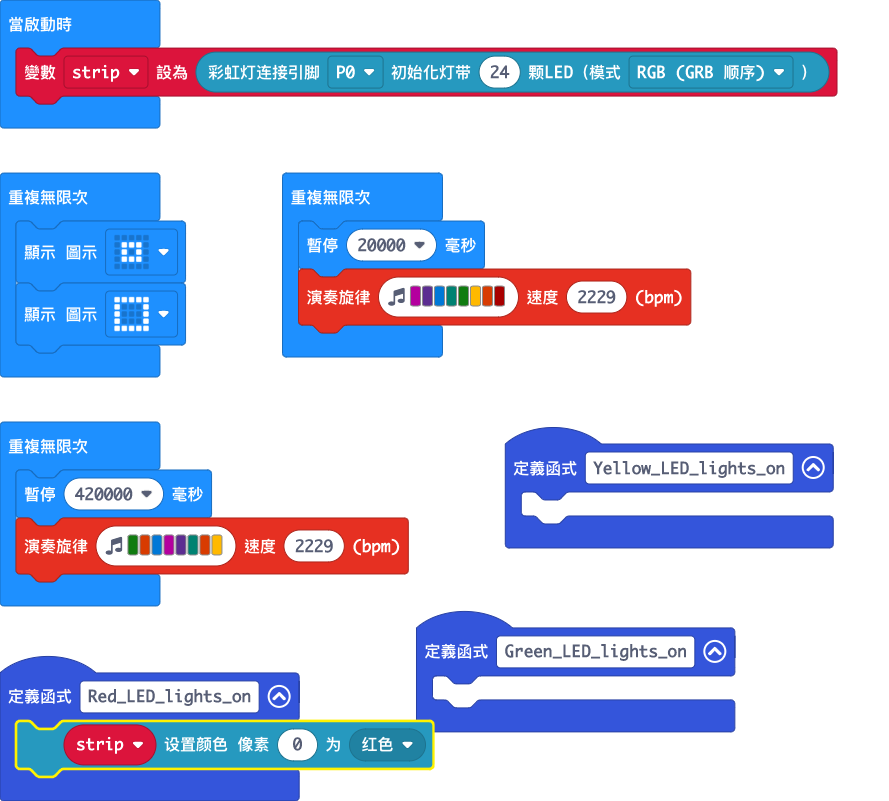 當啟動時
變數 strip 設為 彩虹灯连接引脚 P0 初始化灯带 24 颗LED (模式 RGB (GRB 顺序) )
重複無限次
顯示 圖示
顯示 圖示
重複無限次
暫停 20000 毫秒
演奏旋律 速度 2229 (bpm)
重複無限次
暫停 420000 毫秒
演奏旋律 速度 2229 (bpm)
定義函式 Yellow_LED_lights_on
定義函式 Green_LED_lights_on
定義函式 Red_LED_lights_on
strip 设置颜色 像素 0 为 红色